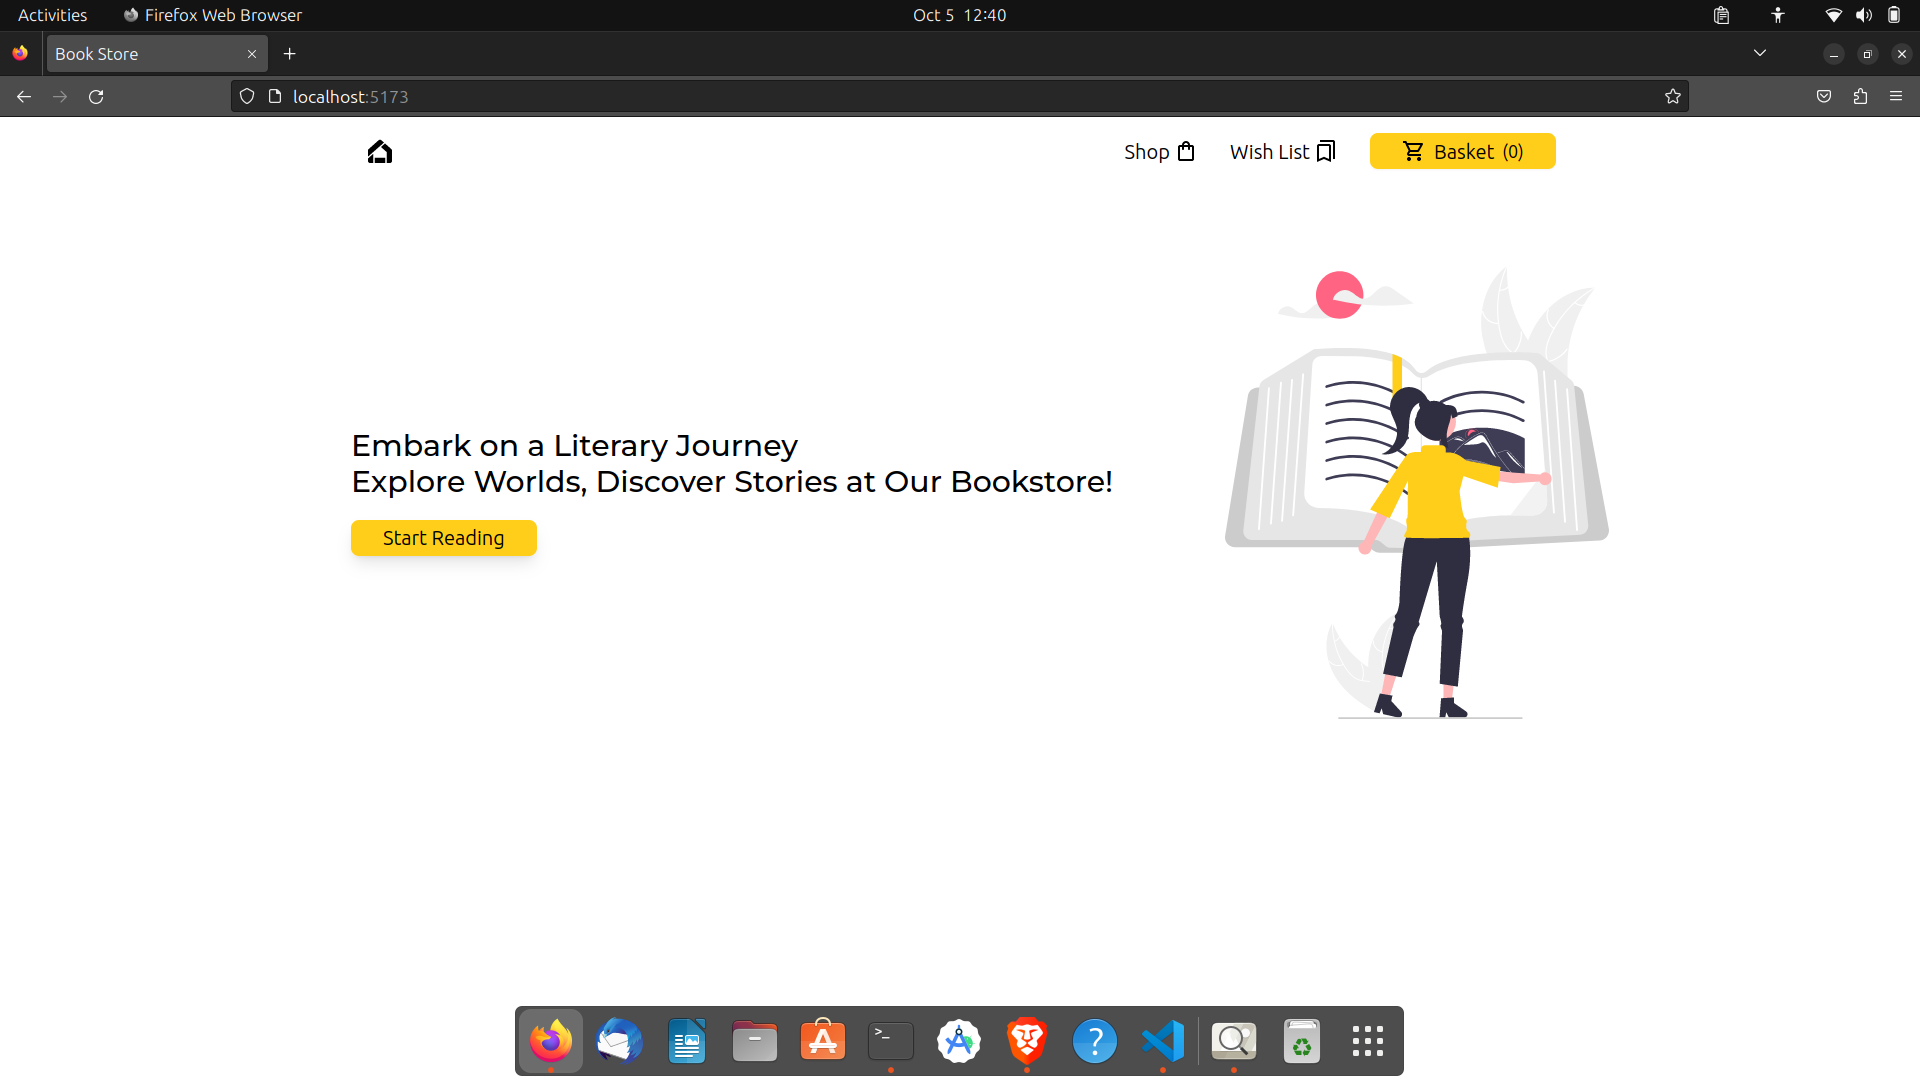 Activities Firefox Web Browser Oct 5 12:40
Book Store
localhost:5173
Shop Wish List Basket (0)
Embark on a Literary Journey
Explore Worlds, Discover Stories at Our Bookstore!
Start Reading
>_ ?